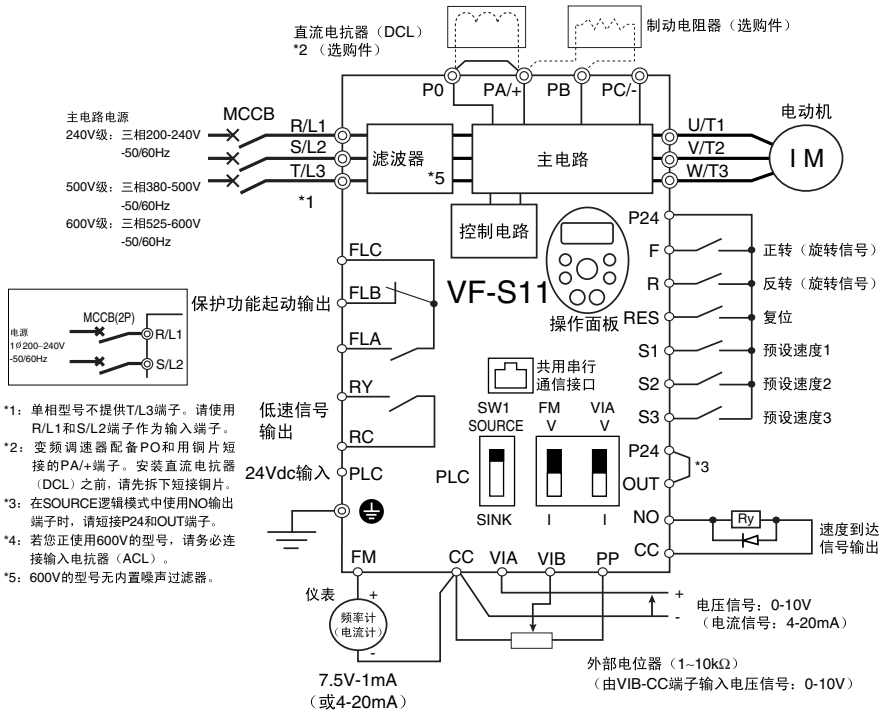 直流电抗器（DCL）
*2 （选购件）
制动电阻器（选购件）
P0
PA/+
PB
PC/-
主电路电源
240V级：三相200-240V
-50/60Hz
500V级：三相380-500V
-50/60Hz
600V级：三相525-600V
-50/60Hz
MCCB
R/L1
S/L2
T/L3
*1
滤波器
*5
主电路
控制电路
U/T1
V/T2
W/T3
电动机
I M
FLC
FLB
FLA
保护功能起动输出
VF-S11
操作面板
P24
F
正转（旋转信号）
R
反转（旋转信号）
RES
复位
S1
预设速度1
S2
预设速度2
S3
预设速度3
MCCB(2P)
电源
1∮200-240V
-50/60Hz
R/L1
S/L2
共用串行
通信接口
RY
RC
低速信号
输出
24Vdc输入
PLC
SW1
SOURCE
PLC
SINK
FM
V
I
VIA
V
I
P24
OUT
*3
NO
CC
Ry
速度到达
信号输出
*1：单相型号不提供T/L3端子。请使用
R/L1和S/L2端子作为输入端子。
*2：变频调速器配备PO和用铜片短
接的PA/+端子。安装直流电抗器
（DCL）之前，请先拆下短接铜片。
*3：在SOURCE逻辑模式中使用NO输出
端子时，请短接P24和OUT端子。
*4：若您正使用600V的型号，请务必连
接输入电抗器（ACL）。
*5：600V的型号无内置噪声过滤器。
FM
CC
VIA
VIB
PP
仪表
+
频率计
（电流计）
-
7.5V-1mA
（或4-20mA）
+
-
电压信号：0-10V
（电流信号：4-20mA）
外部电位器（1~10kΩ）
（由VIB-CC端子输入电压信号：0-10V）